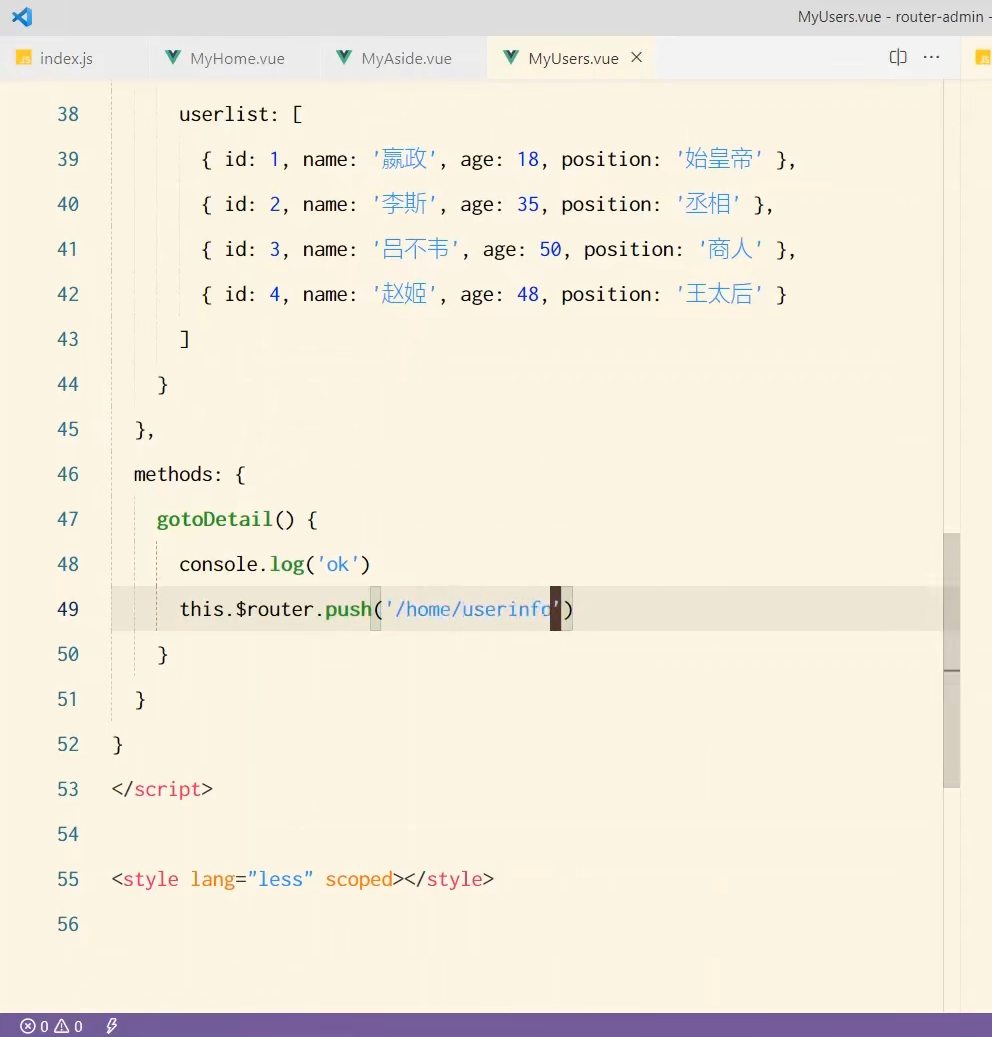 MyUsers.vue - router-admin -
index.js MyHome.vue MyAside.vue MyUsers.vue
38 userlist: [
39 { id: 1, name: '嬴政', age: 18, position: '始皇帝' },
40 { id: 2, name: '李斯', age: 35, position: '丞相' },
41 { id: 3, name: '吕不韦', age: 50, position: '商人' },
42 { id: 4, name: '赵姬', age: 48, position: '王太后' }
43 ]
44 }
45 },
46 methods: {
47 gotoDetail() {
48 console.log('ok')
49 this.$router.push('/home/userinfo')
50 }
51 }
52 }
53 </script>
54
55 <style lang="less" scoped></style>
56
0 0